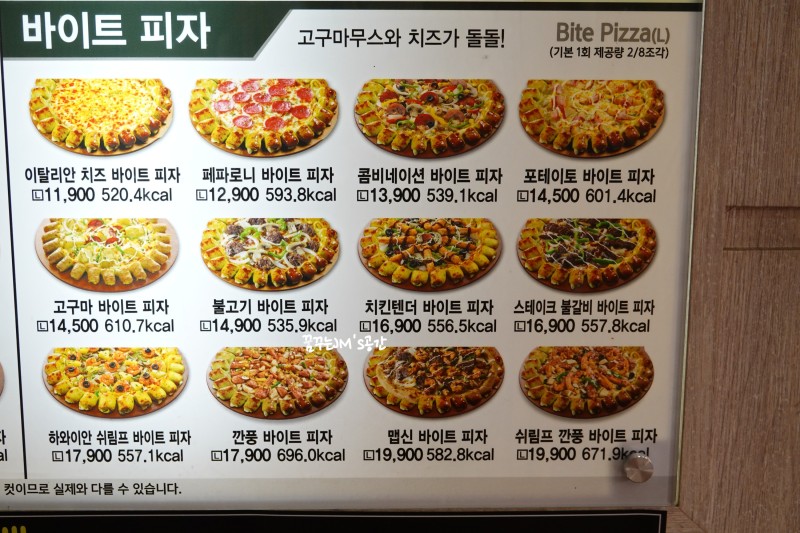 바이트 피자
고구마무스와 치즈가 돌돌!
Bite Pizza(L)
(기본 1회 제공량 2/8조각)
이탈리안 치즈 바이트 피자
L 11,900 520.4kcal
페파로니 바이트 피자
L 12,900 593.8kcal
콤비네이션 바이트 피자
L 13,900 539.1kcal
포테이토 바이트 피자
L 14,500 601.4kcal
고구마 바이트 피자
L 14,500 610.7kcal
불고기 바이트 피자
L 14,900 535.9kcal
치킨텐더 바이트 피자
L 16,900 556.5kcal
스테이크 불갈비 바이트 피자
L 16,900 557.8kcal
꿈꾸는JM's공간
하와이안 쉬림프 바이트 피자
L 17,900 557.1kcal
깐풍 바이트 피자
L 17,900 696.0kcal
맵신 바이트 피자
L 19,900 582.8kcal
쉬림프 깐풍 바이트 피자
L 19,900 671.9kcal
컷이므로 실제와 다를 수 있습니다.